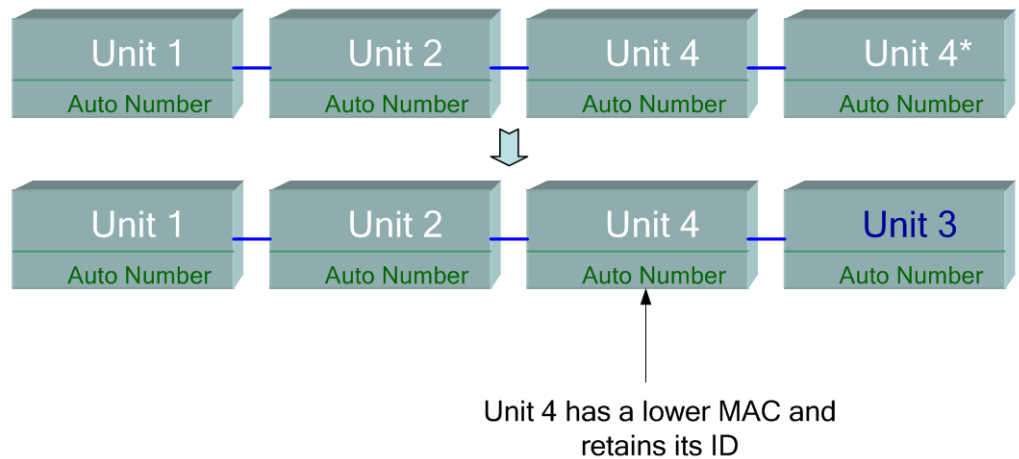 Unit 1 Unit 2 Unit 4 Unit 4*
Auto Number Auto Number Auto Number Auto Number
Unit 1 Unit 2 Unit 4 Unit 3
Auto Number Auto Number Auto Number Auto Number
Unit 4 has a lower MAC and
retains its ID